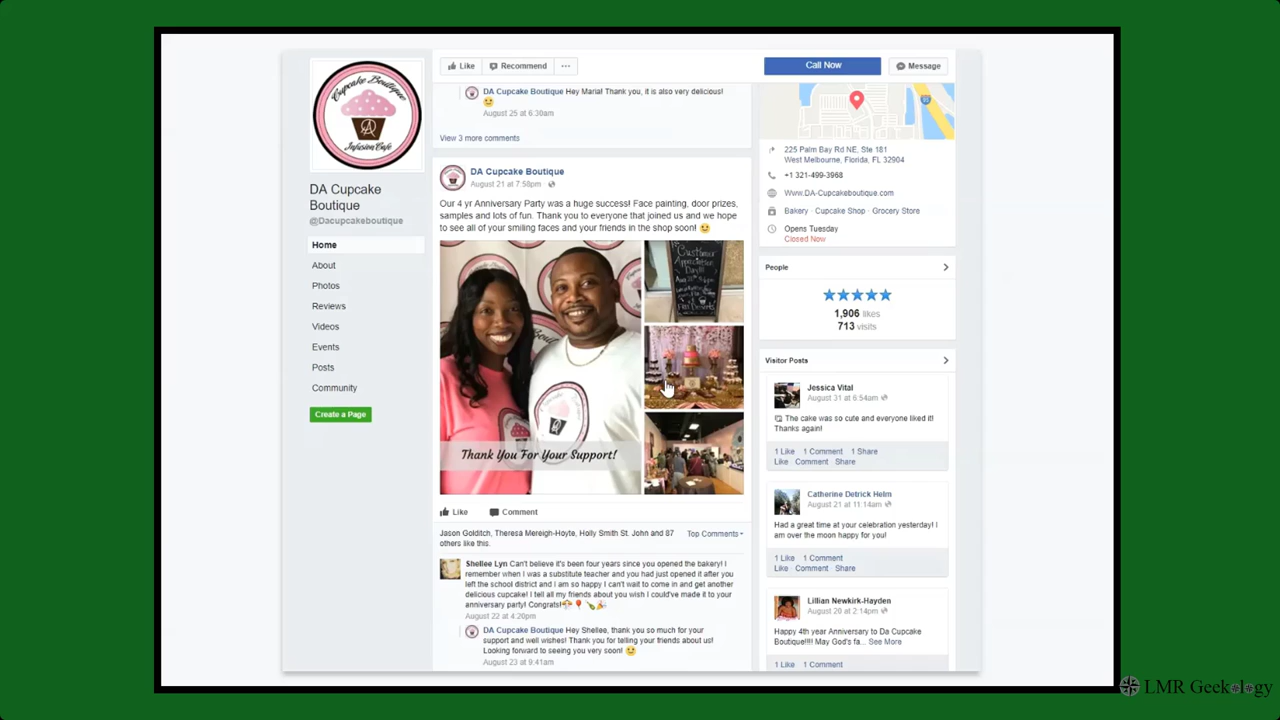 Cupcake Boutique
DA
Infusion Cafe
DA Cupcake
Boutique
@Dacupcakeboutique
Home
About
Photos
Reviews
Videos
Events
Posts
Community
Create a Page
Like
Recommend
...
Call Now
Message
DA Cupcake Boutique Hey Maria! Thank you, it is also very delicious!
August 25 at 6:30am
View 3 more comments
DA Cupcake Boutique
August 21 at 7:58pm
Our 4 yr Anniversary Party was a huge success! Face painting, door prizes,
samples and lots of fun. Thank you to everyone that joined us and we hope
to see all of your smiling faces and your friends in the shop soon! 😉
Customer
Appreciation
Thank You For Your Support!
Like
Comment
Jason Golditch, Theresa Mereigh-Hoyte, Holly Smith St. John and 87
others like this.
Top Comments
Shellee Lyn Can't believe it's been four years since you opened the bakery! I
remember when I was a substitute teacher and you had just opened it after you
left the school district and I am so happy I can't wait to come in and get another
delicious cupcake! I tell all my friends about you wish I could've made it to your
anniversary party! Congrats!
August 22 at 4:20pm
DA Cupcake Boutique Hey Shellee, thank you so much for your
support and well wishes! Thank you for telling your friends about us!
Looking forward to seeing you very soon! 🙂
August 23 at 9:41am
225 Palm Bay Rd NE, Ste 181
West Melbourne, Florida, FL 32904
+1 321-499-3968
Www.DA-Cupcakeboutique.com
Bakery · Cupcake Shop · Grocery Store
Opens Tuesday
Closed Now
People
1,906 likes
713 visits
Visitor Posts
Jessica Vital
August 31 at 6:54am
The cake was so cute and everyone liked it!
Thanks again!
1 Like 1 Comment 1 Share
Like · Comment · Share
Catherine Detrick Helm
August 21 at 11:14am
Had a great time at your celebration yesterday! I
am over the moon happy for you!
1 Like 1 Comment
Like · Comment · Share
Lillian Newkirk-Hayden
August 20 at 2:14pm
Happy 4th year Anniversary to Da Cupcake
Boutique!!!! May God's fa... See More
1 Like 1 Comment
LMR Geekology